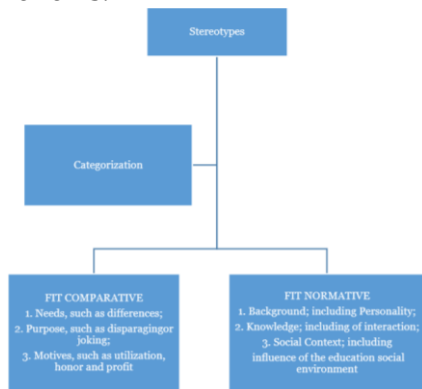 Stereotypes
Categorization
FIT COMPARATIVE
1. Needs, such as differences;
2. Purpose, such as disparagingor
joking;
3. Motives, such as utilization,
honor and profit
FIT NORMATIVE
1. Background; including Personality;
2. Knowledge; including of interaction;
3. Social Context; including
influence of the education social
environment